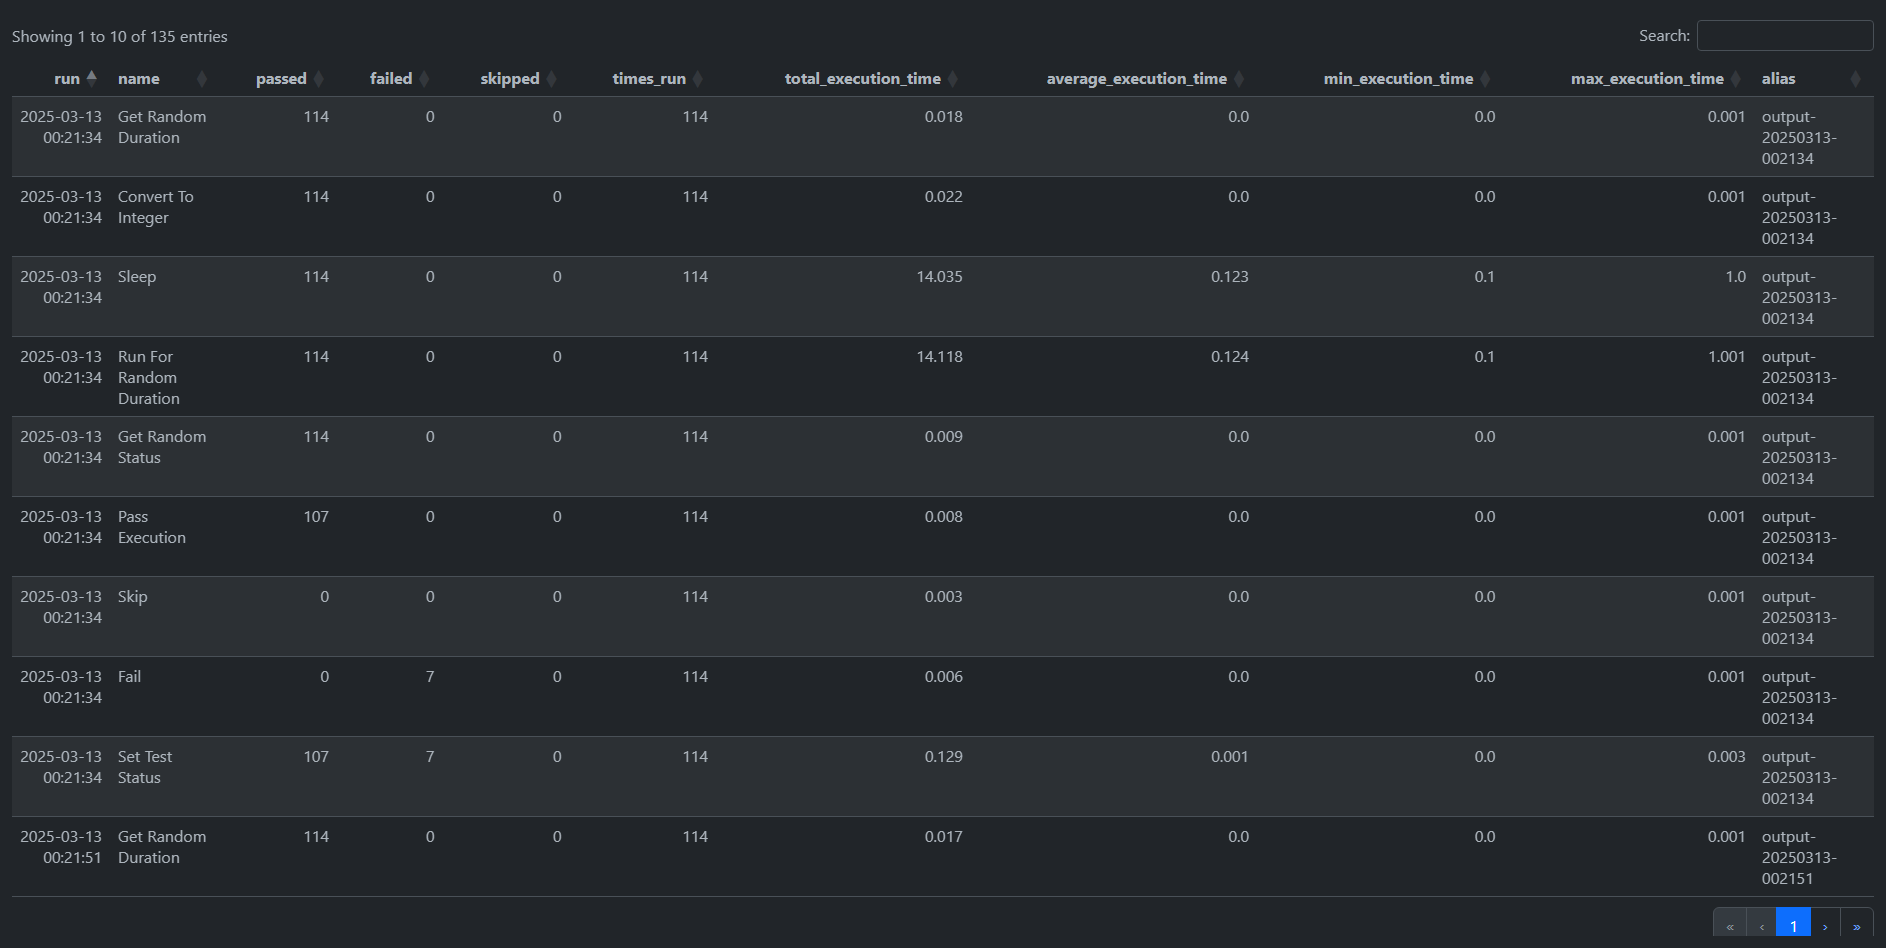 Showing 1 to 10 of 135 entries
Search:
run name passed failed skipped times_run total_execution_time average_execution_time min_execution_time max_execution_time alias
2025-03-13 Get Random 114 0 0 114 0.018 0.0 0.0 0.001 output-
00:21:34 Duration 20250313-
002134
2025-03-13 Convert To 114 0 0 114 0.022 0.0 0.0 0.001 output-
00:21:34 Integer 20250313-
002134
2025-03-13 Sleep 114 0 0 114 14.035 0.123 0.1 1.0 output-
00:21:34 20250313-
002134
2025-03-13 Run For 114 0 0 114 14.118 0.124 0.1 1.001 output-
00:21:34 Random 20250313-
Duration 002134
2025-03-13 Get Random 114 0 0 114 0.009 0.0 0.0 0.001 output-
00:21:34 Status 20250313-
002134
2025-03-13 Pass 107 0 0 114 0.008 0.0 0.0 0.001 output-
00:21:34 Execution 20250313-
002134
2025-03-13 Skip 0 0 0 114 0.003 0.0 0.0 0.001 output-
00:21:34 20250313-
002134
2025-03-13 Fail 0 7 0 114 0.006 0.0 0.0 0.001 output-
00:21:34 20250313-
002134
2025-03-13 Set Test 107 7 0 114 0.129 0.001 0.0 0.003 output-
00:21:34 Status 20250313-
002134
2025-03-13 Get Random 114 0 0 114 0.017 0.0 0.0 0.001 output-
00:21:51 Duration 20250313-
002151
« ‹ 1 › »